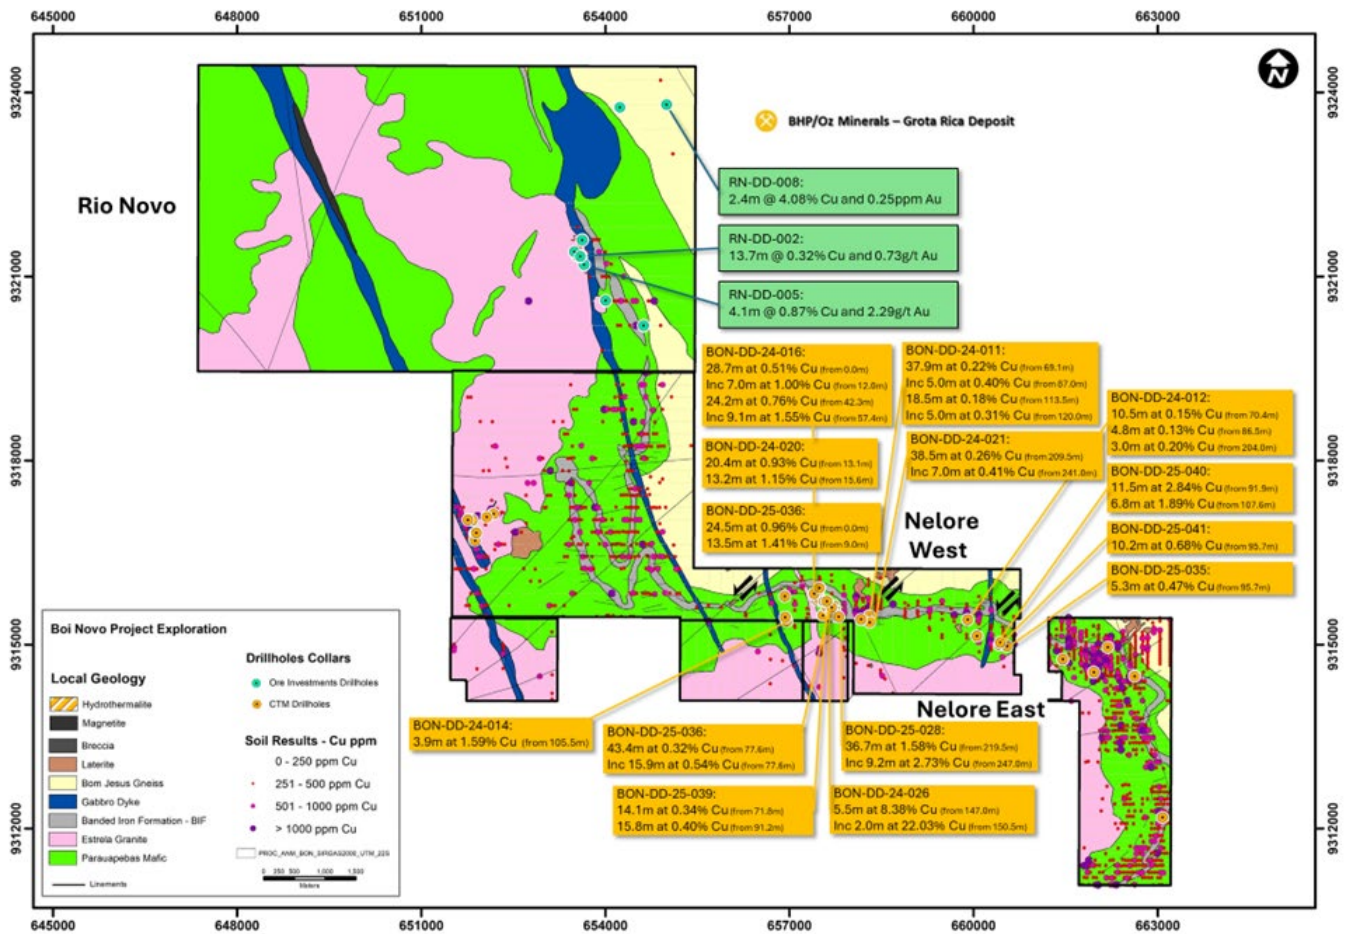 645000 648000 651000 654000 657000 660000 663000
9324000 9324000
BHP/Oz Minerals – Grota Rica Deposit
N
Rio Novo
RN-DD-008:
2.4m @ 4.08% Cu and 0.25ppm Au
RN-DD-002:
13.7m @ 0.32% Cu and 0.73g/t Au
9321000 9321000
RN-DD-005:
4.1m @ 0.87% Cu and 2.29g/t Au
BON-DD-24-016:
28.7m at 0.51% Cu (from 0.0m)
Inc 7.0m at 1.00% Cu (from 12.0m)
24.2m at 0.76% Cu (from 42.3m)
Inc 9.1m at 1.55% Cu (from 57.4m)
BON-DD-24-011:
37.9m at 0.22% Cu (from 69.1m)
Inc 5.0m at 0.40% Cu (from 87.0m)
18.5m at 0.18% Cu (from 113.5m)
Inc 5.0m at 0.31% Cu (from 120.0m)
BON-DD-24-012:
10.5m at 0.15% Cu (from 70.4m)
4.8m at 0.13% Cu (from 86.5m)
3.0m at 0.20% Cu (from 204.0m)
BON-DD-24-020:
20.4m at 0.93% Cu (from 13.1m)
13.2m at 1.15% Cu (from 15.6m)
BON-DD-24-021:
38.5m at 0.26% Cu (from 209.5m)
Inc 7.0m at 0.41% Cu (from 241.0m)
9318000 9318000
BON-DD-25-040:
11.5m at 2.84% Cu (from 91.9m)
6.8m at 1.89% Cu (from 107.6m)
BON-DD-25-036:
24.5m at 0.96% Cu (from 0.0m)
13.5m at 1.41% Cu (from 9.0m)
Nelore
West
BON-DD-25-041:
10.2m at 0.68% Cu (from 95.7m)
BON-DD-25-035:
5.3m at 0.47% Cu (from 95.7m)
9315000 9315000
Nelore East
BON-DD-24-014:
3.9m at 1.59% Cu (from 105.5m)
BON-DD-25-036:
43.4m at 0.32% Cu (from 77.6m)
Inc 15.9m at 0.54% Cu (from 77.6m)
BON-DD-25-028:
36.7m at 1.58% Cu (from 219.5m)
Inc 9.2m at 2.73% Cu (from 247.0m)
BON-DD-25-039:
14.1m at 0.34% Cu (from 71.8m)
15.8m at 0.40% Cu (from 91.2m)
BON-DD-24-026
5.5m at 8.38% Cu (from 147.0m)
Inc 2.0m at 22.03% Cu (from 150.5m)
9312000 9312000
Boi Novo Project Exploration
Local Geology
Hydrothermalite
Magnetite
Breccia
Laterite
Bom Jesus Gneiss
Gabbro Dyke
Banded Iron Formation - BIF
Estrela Granite
Parauapebas Mafic
Linements
Drillholes Collars
Ore Investments Drillholes
CTM Drillholes
Soil Results - Cu ppm
0 - 250 ppm Cu
251 - 500 ppm Cu
501 - 1000 ppm Cu
> 1000 ppm Cu
PROC_ANM_BON_SIRGAS2000_UTM_22S
0 250 500 1,000 1,500
Meters
645000 648000 651000 654000 657000 660000 663000